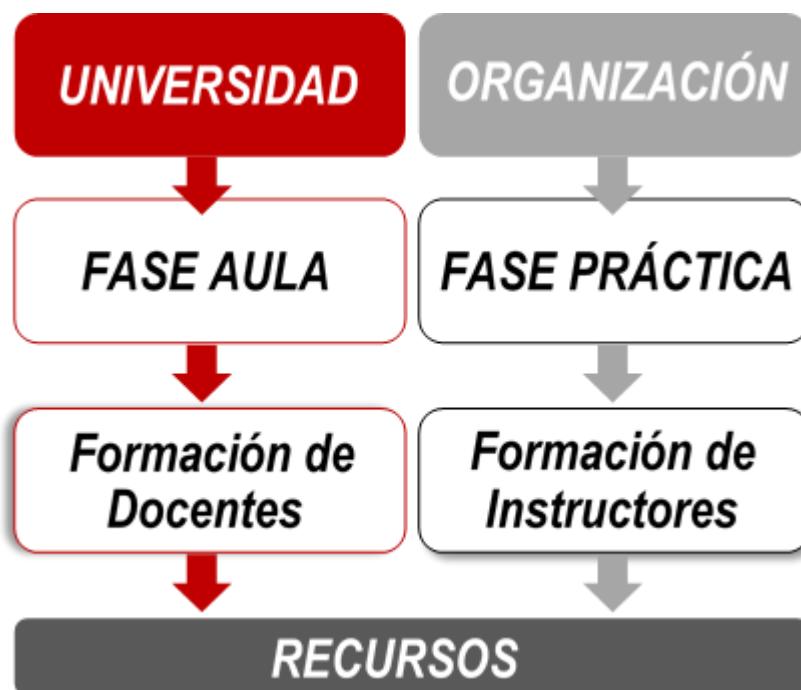 UNIVERSIDAD
ORGANIZACIÓN
FASE AULA
FASE PRÁCTICA
Formación de
Docentes
Formación de
Instructores
RECURSOS